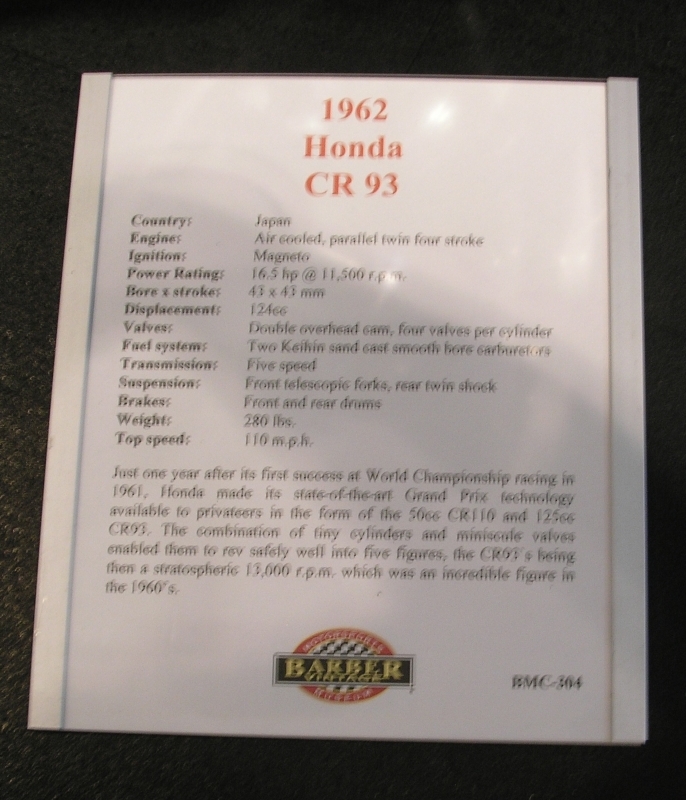 1962
Honda
CR 93
Country: Japan
Engine: Air cooled, parallel twin four stroke
Ignition: Magneto
Power Rating: 16.5 hp @ 11,500 r.p.m.
Bore x stroke: 43 x 43 mm
Displacement: 124cc
Valves: Double overhead cam, four valves per cylinder
Fuel system: Two Keihin sand cast smooth bore carburetors
Transmission: Five speed
Suspension: Front telescopic forks, rear twin shock
Brakes: Front and rear drums
Weight: 280 lbs.
Top speed: 110 m.p.h.
Just one year after its first success at World Championship racing in
1961, Honda made its state-of-the-art Grand Prix technology
available to privateers in the form of the 50cc CR110 and 125cc
CR93. The combination of tiny cylinders and miniscule valves
enabled them to rev safely well into five figures, the CR93's being
then a stratospheric 13,000 r.p.m. which was an incredible figure in
the 1960's.
MOTORSPORTS
BARBER
VINTAGE
MUSEUM
BMC-304